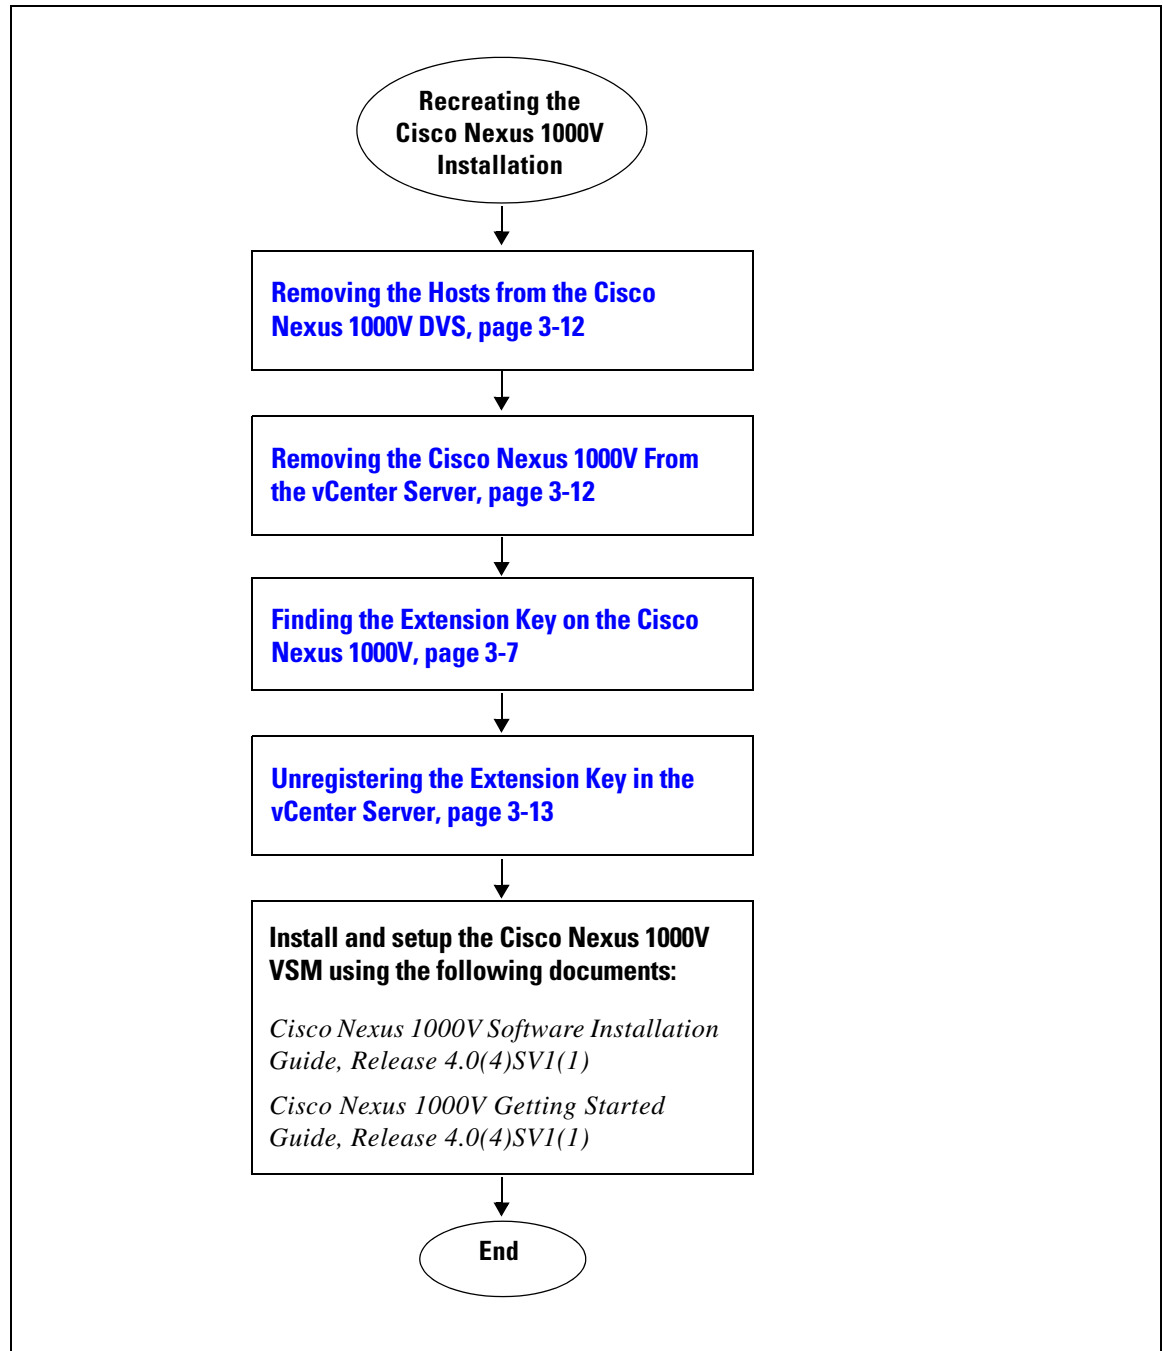 Recreating the
Cisco Nexus 1000V
Installation
Removing the Hosts from the Cisco
Nexus 1000V DVS, page 3-12
Removing the Cisco Nexus 1000V From
the vCenter Server, page 3-12
Finding the Extension Key on the Cisco
Nexus 1000V, page 3-7
Unregistering the Extension Key in the
vCenter Server, page 3-13
Install and setup the Cisco Nexus 1000V
VSM using the following documents:
Cisco Nexus 1000V Software Installation
Guide, Release 4.0(4)SV1(1)
Cisco Nexus 1000V Getting Started
Guide, Release 4.0(4)SV1(1)
End